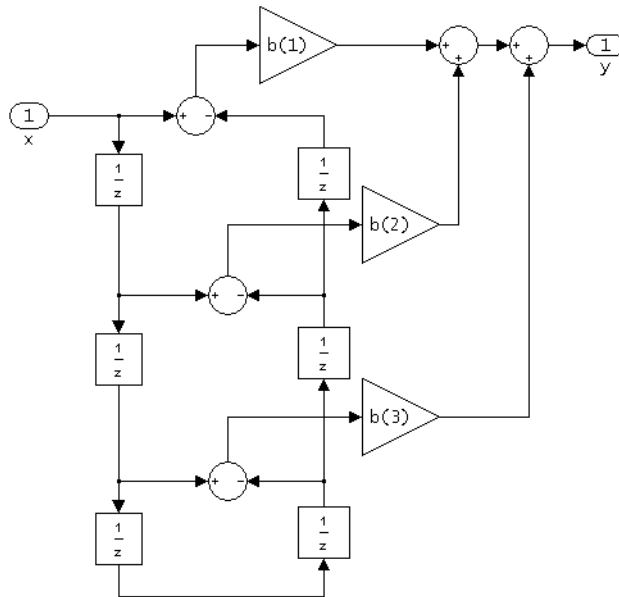 b(1)
+
+
+
+
1
y
1
x
+
−
1
z
1
z
b(2)
+
−
1
z
1
z
b(3)
+
−
1
z
1
z